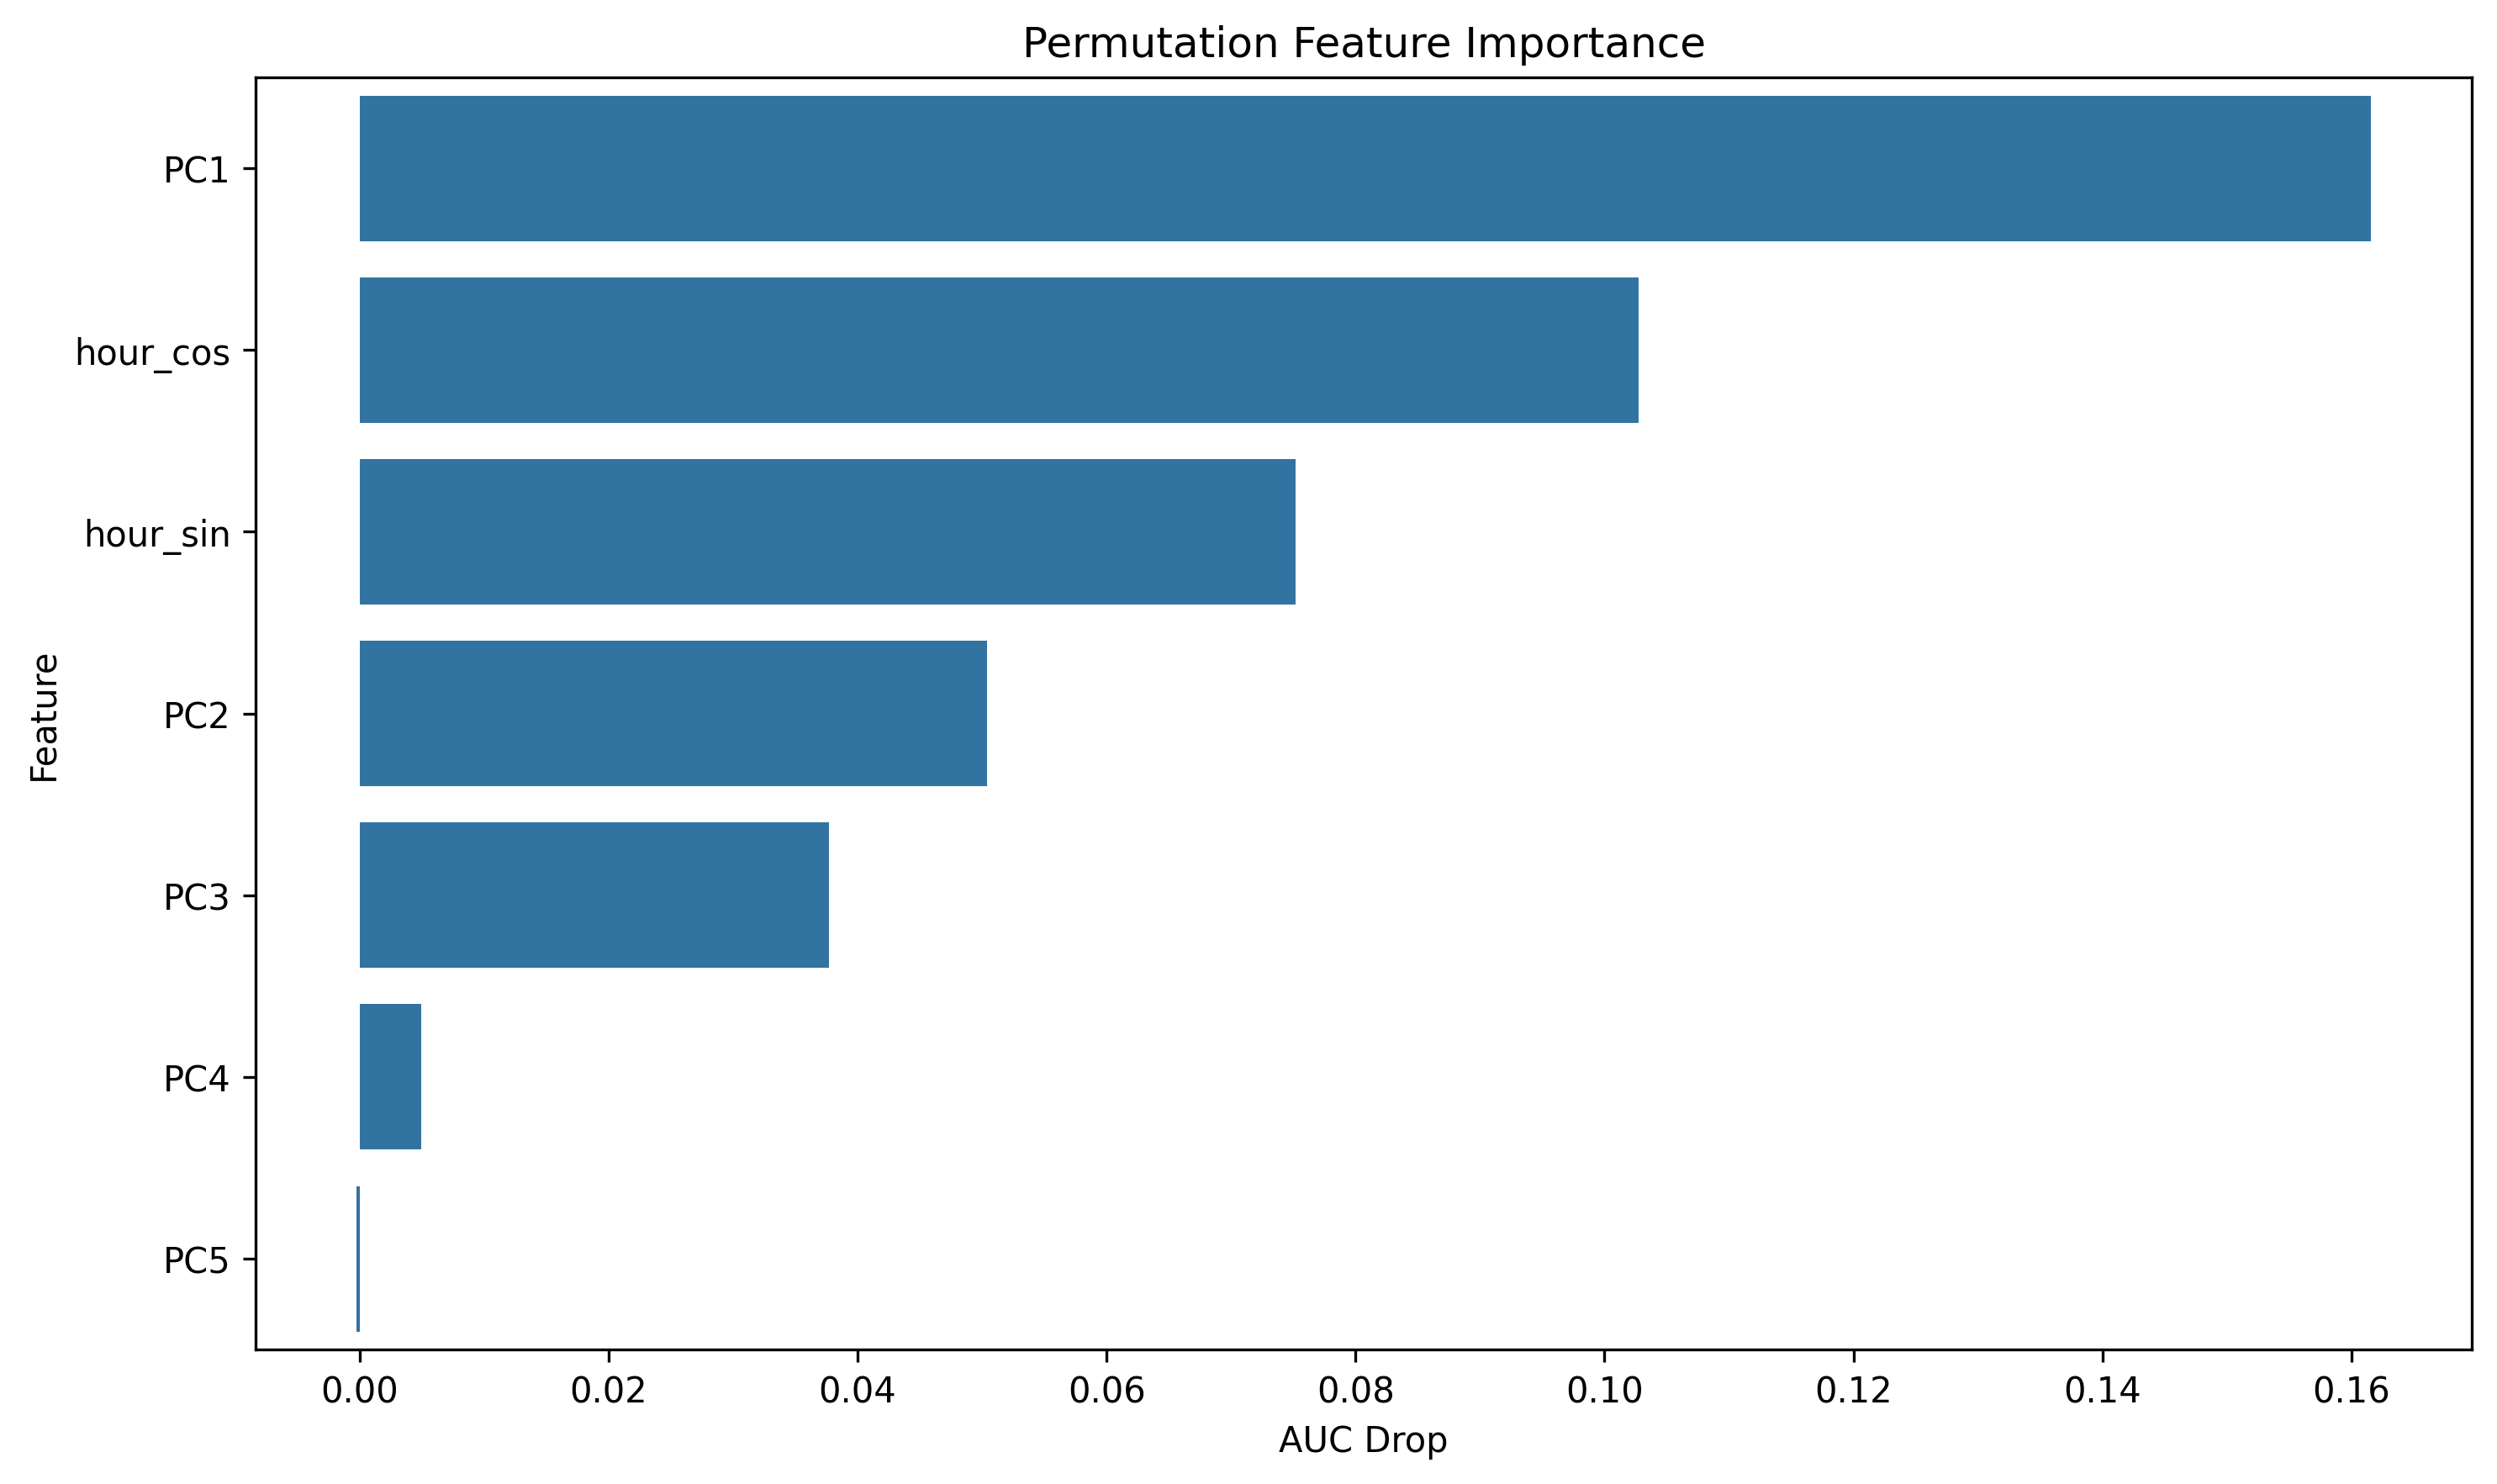 Permutation Feature Importance
Feature
PC1
hour_cos
hour_sin
PC2
PC3
PC4
PC5
0.00 0.02 0.04 0.06 0.08 0.10 0.12 0.14 0.16
AUC Drop